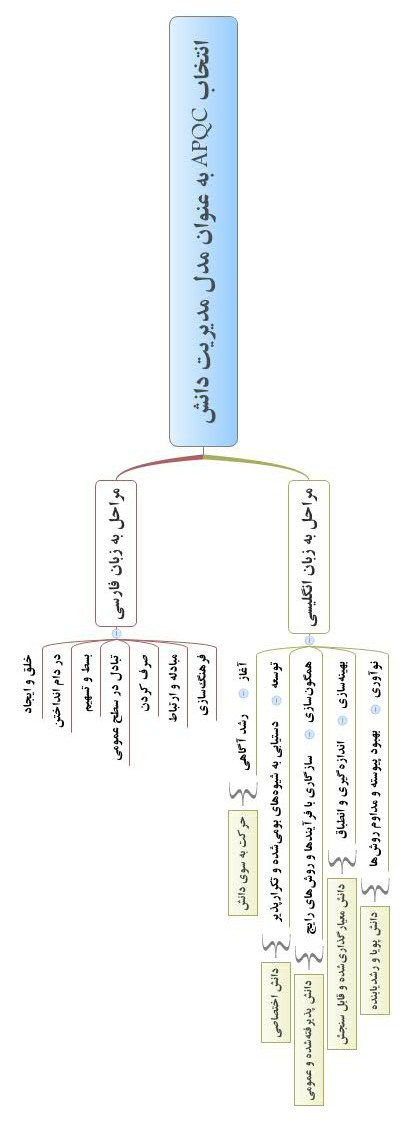 انتخاب APQC به عنوان مدل مدیریت دانش
مراحل به زبان انگلیسی
نوآوری
بهبود پیوسته و مداوم روش‌ها
دانش پویا و رشدیابنده
بهینه‌سازی
اندازه‌گیری و انطباق
دانش معیارگذاری‌شده و قابل سنجش
همگون‌سازی
سازگاری با فرآیندها و روش‌های رایج
دانش پذیرفته‌شده و عمومی
توسعه
دستیابی به شیوه‌های بومی‌شده و تکرارپذیر
دانش اختصاصی
آغاز
رشد آگاهی
حرکت به سوی دانش
مراحل به زبان فارسی
فرهنگ‌سازی
مبادله و ارتباط
صرف کردن
تبادل در سطح عمومی
بسط و تسهیم
در دام انداختن
خلق و ایجاد